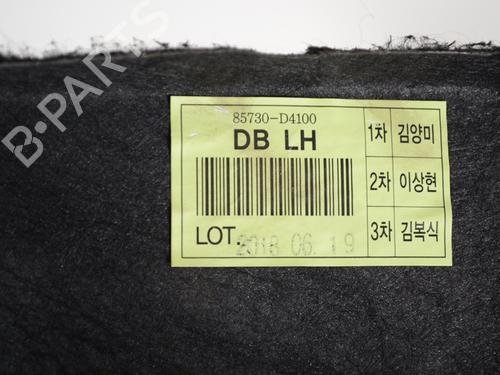 85730-D4100
DB LH
LOT. 2018.06.19
1차 김양미
2차 이상현
3차 김복식
B-PARTS